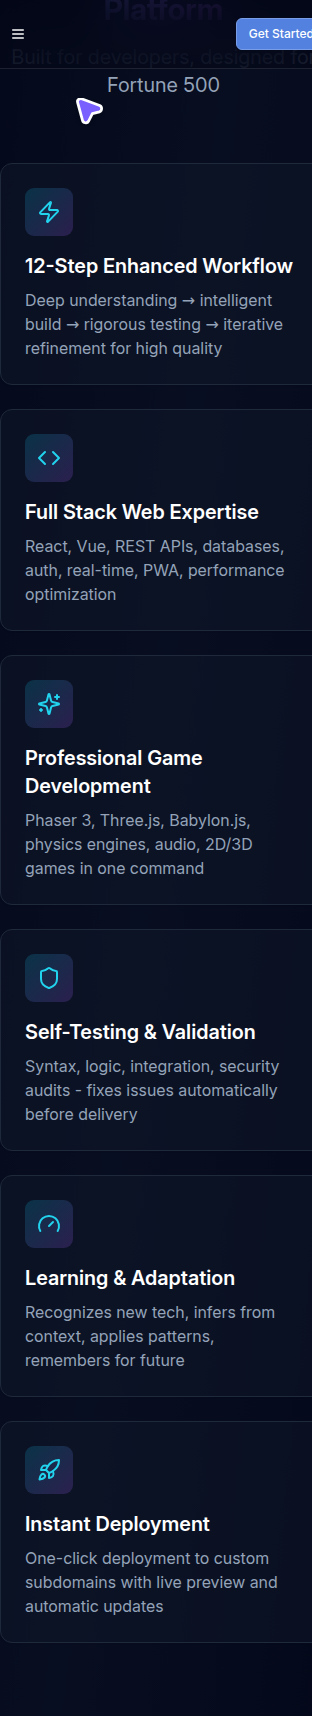 Platform
Get Started
Built for developers, designed for
Fortune 500
12-Step Enhanced Workflow
Deep understanding → intelligent
build → rigorous testing → iterative
refinement for high quality
Full Stack Web Expertise
React, Vue, REST APIs, databases,
auth, real-time, PWA, performance
optimization
Professional Game
Development
Phaser 3, Three.js, Babylon.js,
physics engines, audio, 2D/3D
games in one command
Self-Testing & Validation
Syntax, logic, integration, security
audits - fixes issues automatically
before delivery
Learning & Adaptation
Recognizes new tech, infers from
context, applies patterns,
remembers for future
Instant Deployment
One-click deployment to custom
subdomains with live preview and
automatic updates